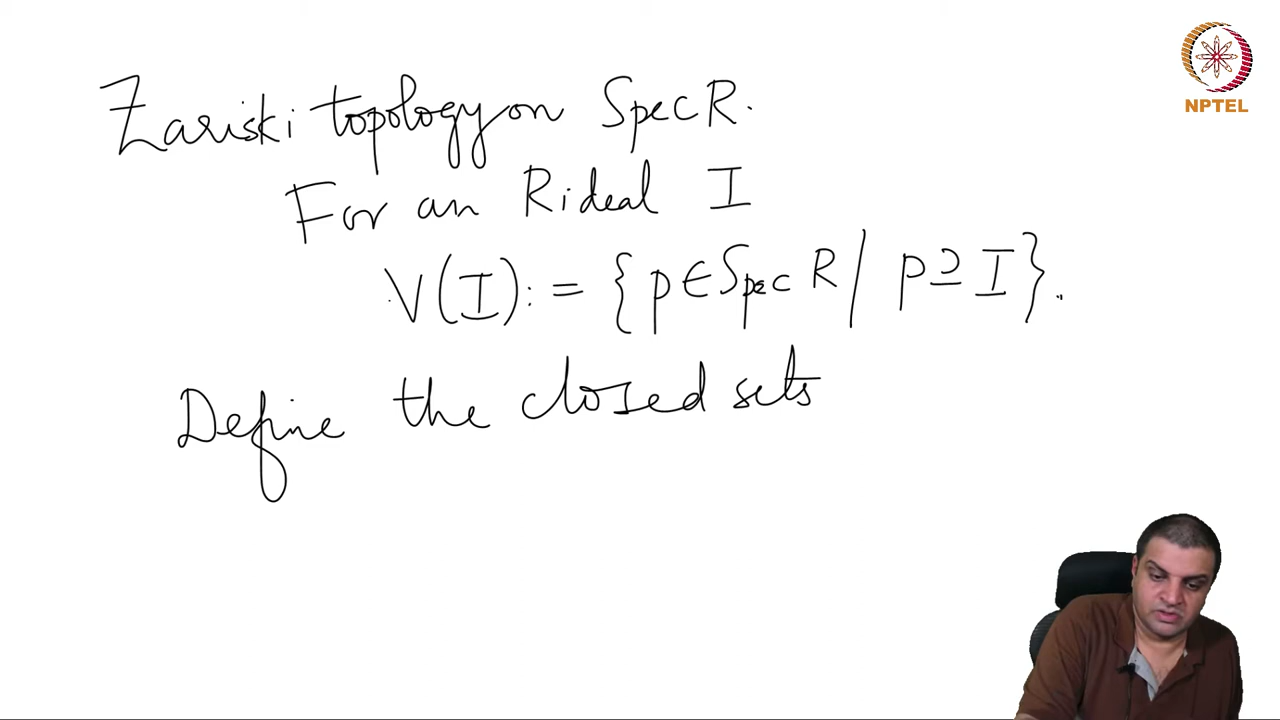 Zariski topology on Spec R.
For an R ideal I
V(I) := { p ∈ Spec R | p ⊇ I }.
Define the closed sets
NPTEL